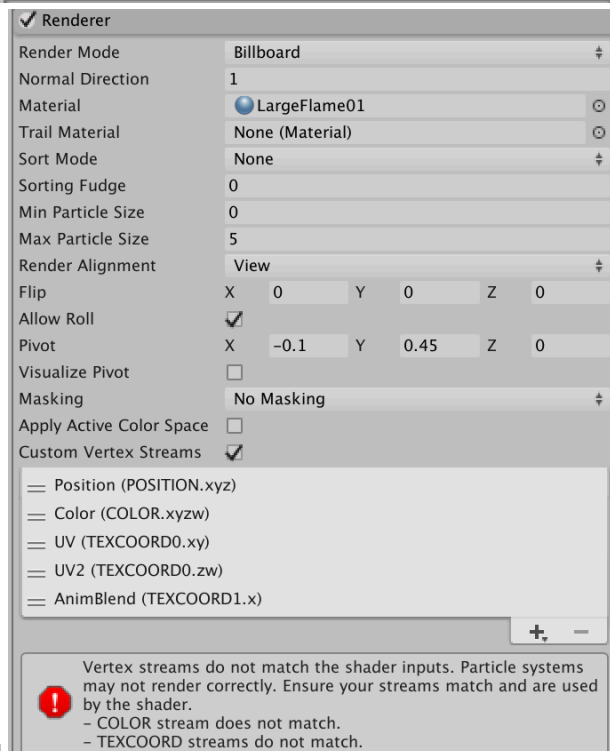 Renderer
Render Mode Billboard
Normal Direction 1
Material LargeFlame01
Trail Material None (Material)
Sort Mode None
Sorting Fudge 0
Min Particle Size 0
Max Particle Size 5
Render Alignment View
Flip X 0 Y 0 Z 0
Allow Roll
Pivot X -0.1 Y 0.45 Z 0
Visualize Pivot
Masking No Masking
Apply Active Color Space
Custom Vertex Streams
Position (POSITION.xyz)
Color (COLOR.xyzw)
UV (TEXCOORD0.xy)
UV2 (TEXCOORD0.zw)
AnimBlend (TEXCOORD1.x)
Vertex streams do not match the shader inputs. Particle systems
may not render correctly. Ensure your streams match and are used
by the shader.
- COLOR stream does not match.
- TEXCOORD streams do not match.